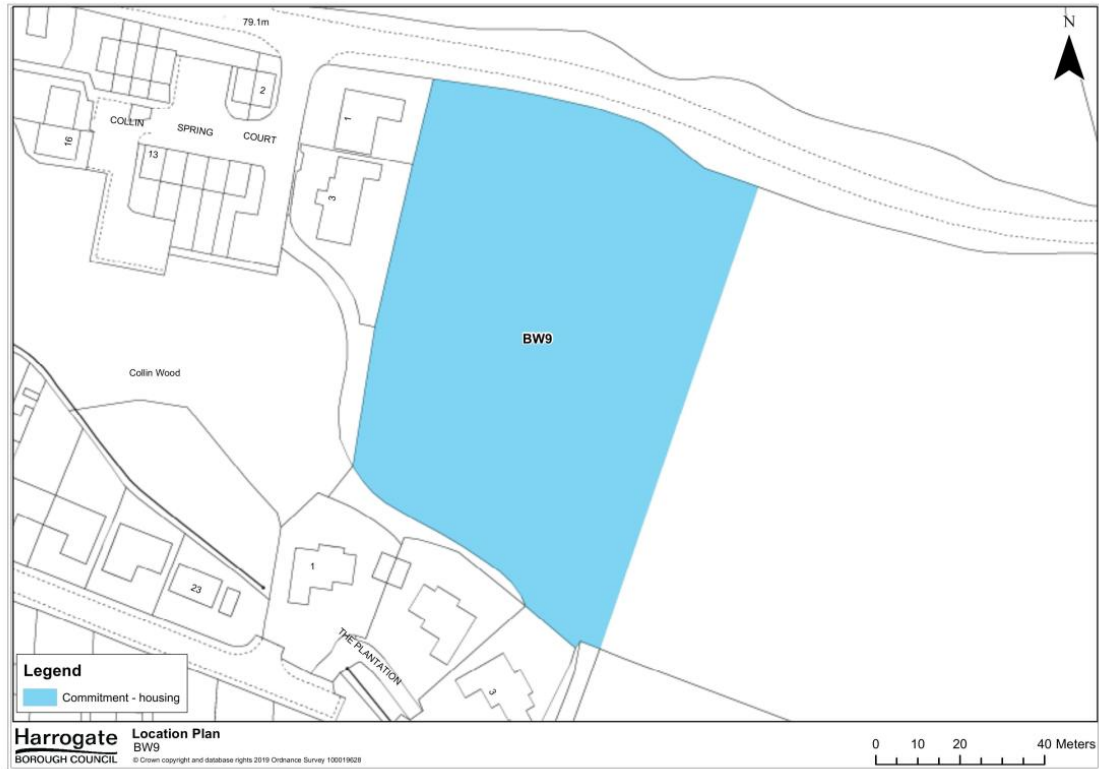 79.1m
N
2
1
COLLIN
SPRING
COURT
16
13
3
BW9
Collin Wood
1
23
THE PLANTATION
3
Legend
Commitment - housing
Harrogate
BOROUGH COUNCIL
Location Plan
BW9
© Crown copyright and database rights 2019 Ordnance Survey 100019628
0 10 20 40 Meters